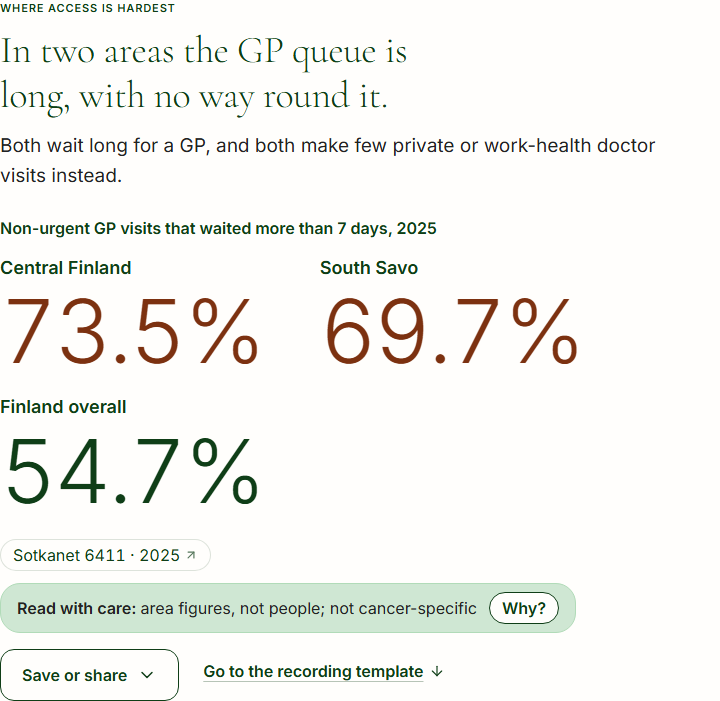 WHERE ACCESS IS HARDEST
In two areas the GP queue is
long, with no way round it.
Both wait long for a GP, and both make few private or work-health doctor
visits instead.
Non-urgent GP visits that waited more than 7 days, 2025
Central Finland
73.5%
South Savo
69.7%
Finland overall
54.7%
Sotkanet 6411 · 2025 ↗
Read with care: area figures, not people; not cancer-specific Why?
Save or share
Go to the recording template ↓